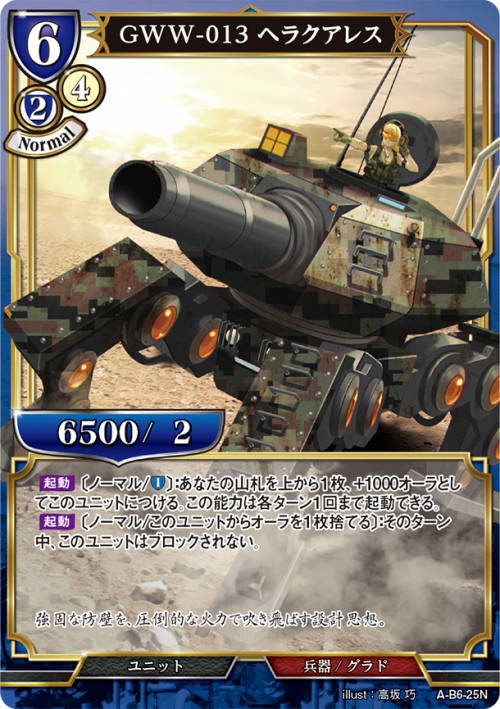 6
GWW-013 ヘラクアレス
4
2
Normal
6500/ 2
起動 〔ノーマル/1〕:あなたの山札を上から1枚、+1000オーラとし
てこのユニットにつける。この能力は各ターン1回まで起動できる。
起動 〔ノーマル/このユニットからオーラを1枚捨てる〕:そのターン
中、このユニットはブロックされない。
強固な防壁を、圧倒的な火力で吹き飛ばす設計思想。
ユニット
兵器 / グラド
illust:高坂 巧
A-B6-25N